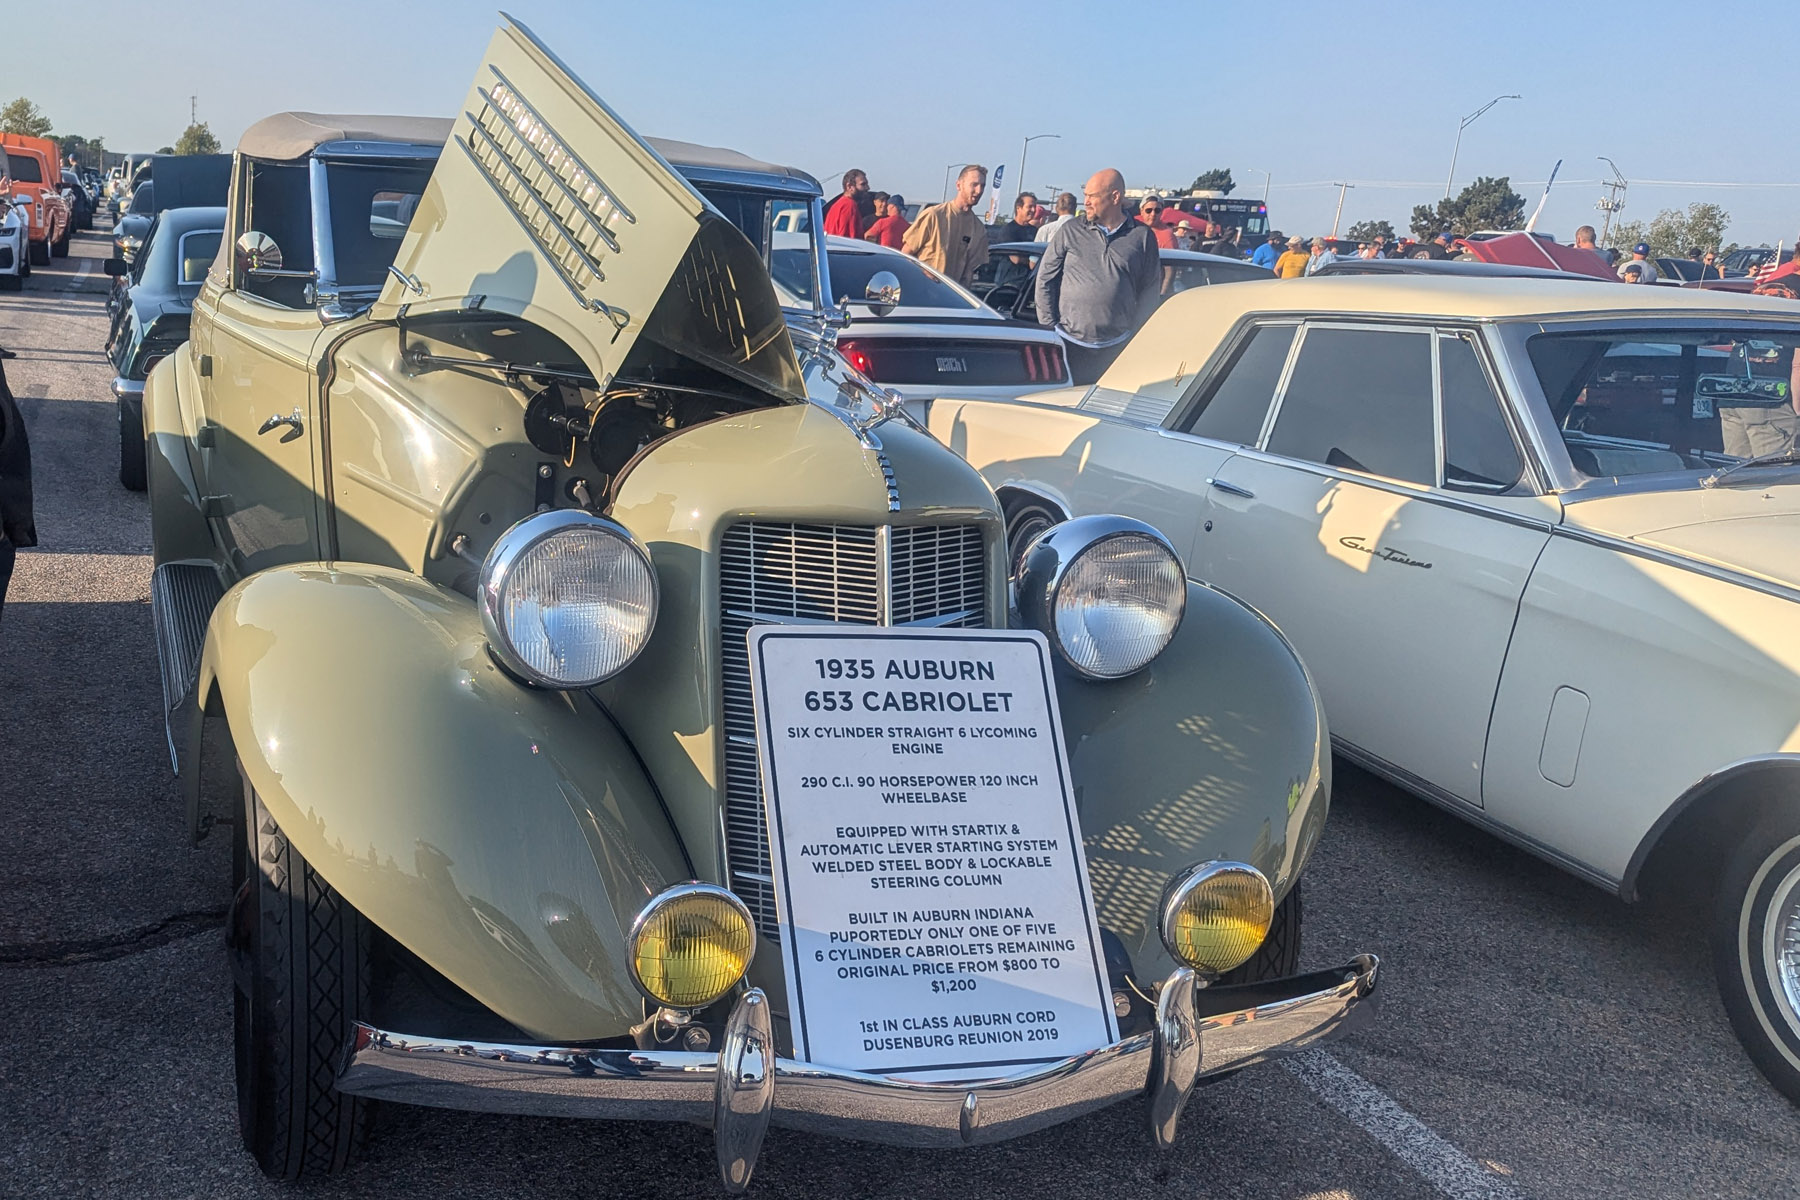 1935 AUBURN
653 CABRIOLET
SIX CYLINDER STRAIGHT 6 LYCOMING
ENGINE
290 C.I. 90 HORSEPOWER 120 INCH
WHEELBASE
EQUIPPED WITH STARTIX &
AUTOMATIC LEVER STARTING SYSTEM
WELDED STEEL BODY & LOCKABLE
STEERING COLUMN
BUILT IN AUBURN INDIANA
PUPORTEDLY ONLY ONE OF FIVE
6 CYLINDER CABRIOLETS REMAINING
ORIGINAL PRICE FROM $800 TO
$1,200
1st IN CLASS AUBURN CORD
DUSENBURG REUNION 2019
MACH 1
Gran Turismo